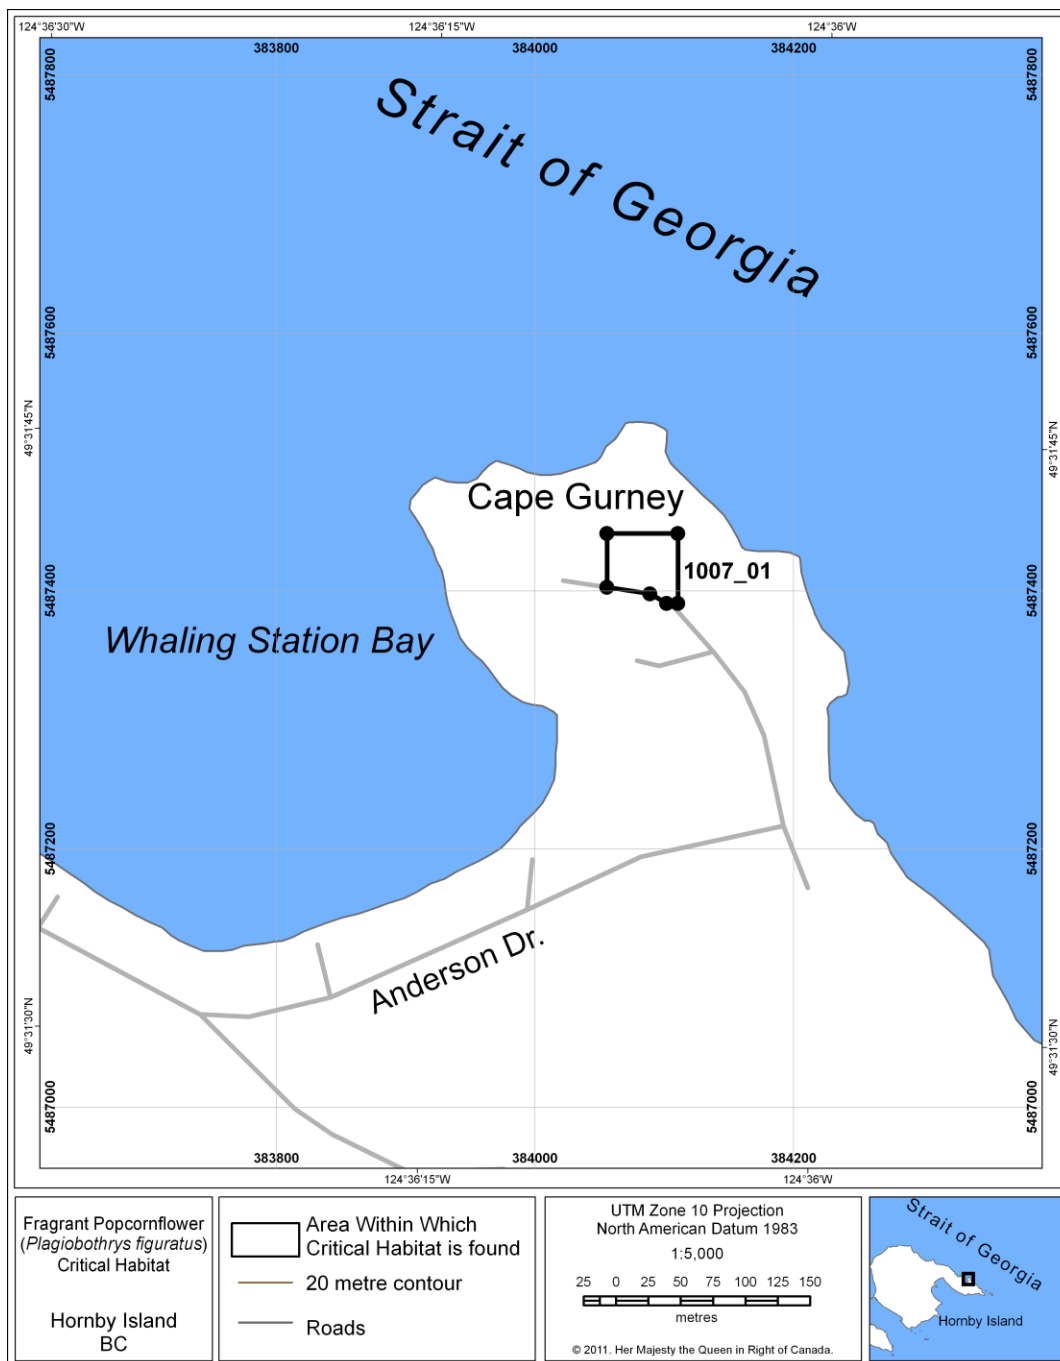 124°36'30"W
124°36'15"W
124°36'W
383800
384000
384200
5487800
5487800
Strait of Georgia
5487600
5487600
49°31'45"N
49°31'45"N
Cape Gurney
1007_01
5487400
5487400
Whaling Station Bay
5487200
5487200
Anderson Dr.
49°31'30"N
49°31'30"N
5487000
5487000
383800
384000
384200
124°36'15"W
124°36'W
Fragrant Popcornflower
(Plagiobothrys figuratus)
Critical Habitat
Hornby Island
BC
Area Within Which
Critical Habitat is found
20 metre contour
Roads
UTM Zone 10 Projection
North American Datum 1983
1:5,000
25 0 25 50 75 100 125 150
metres
© 2011. Her Majesty the Queen in Right of Canada.
Strait of Georgia
Hornby Island